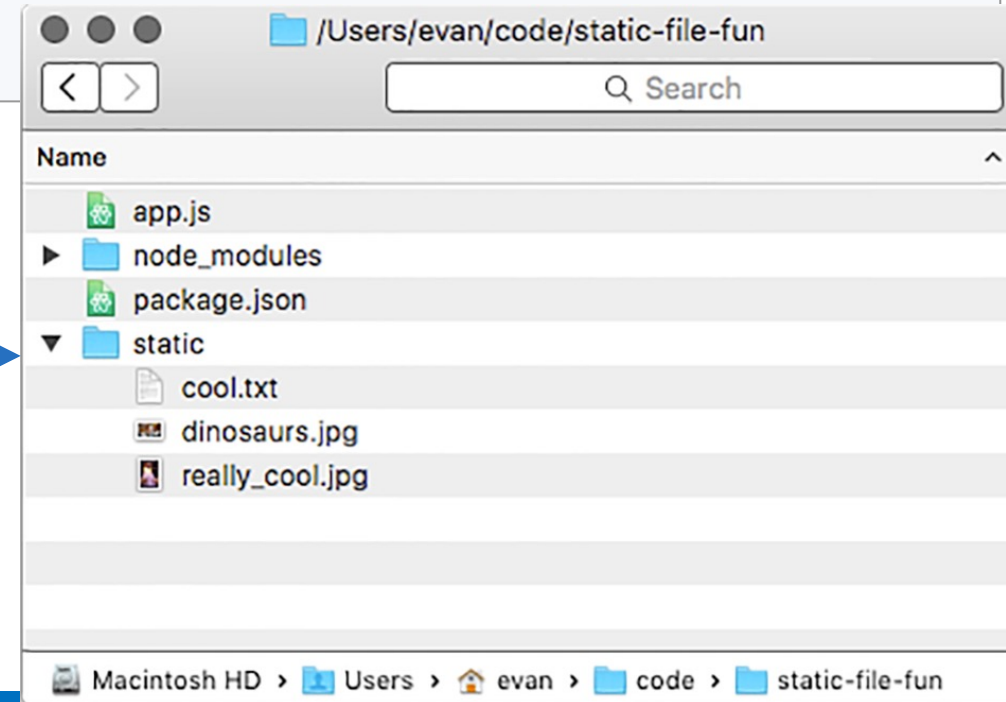 /Users/evan/code/static-file-fun
Search
Name
app.js
node_modules
package.json
static
cool.txt
dinosaurs.jpg
really_cool.jpg
Macintosh HD › Users › evan › code › static-file-fun